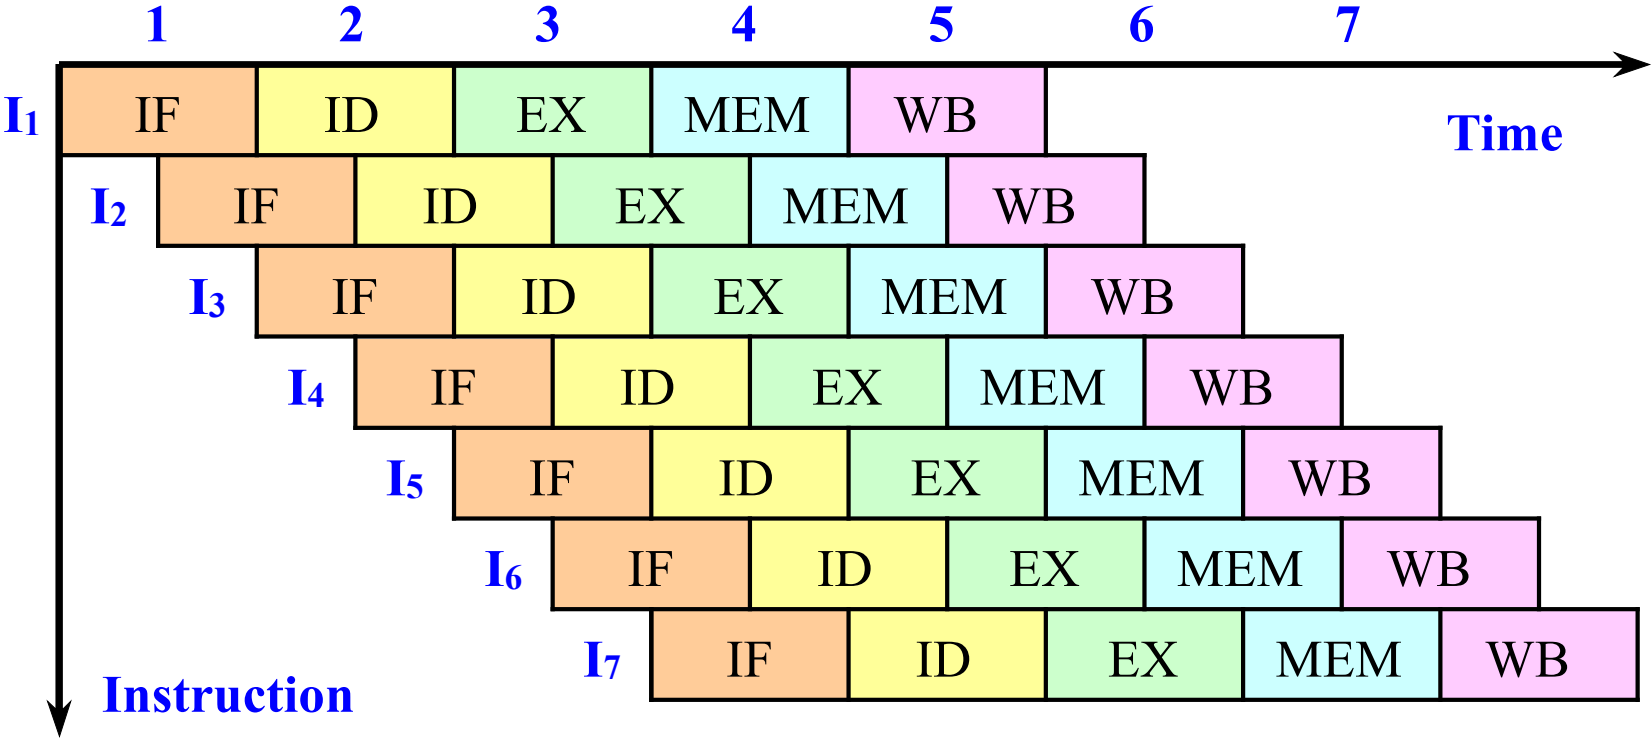 1 2 3 4 5 6 7
I1 IF ID EX MEM WB
Time
I2 IF ID EX MEM WB
I3 IF ID EX MEM WB
I4 IF ID EX MEM WB
I5 IF ID EX MEM WB
I6 IF ID EX MEM WB
I7 IF ID EX MEM WB
Instruction